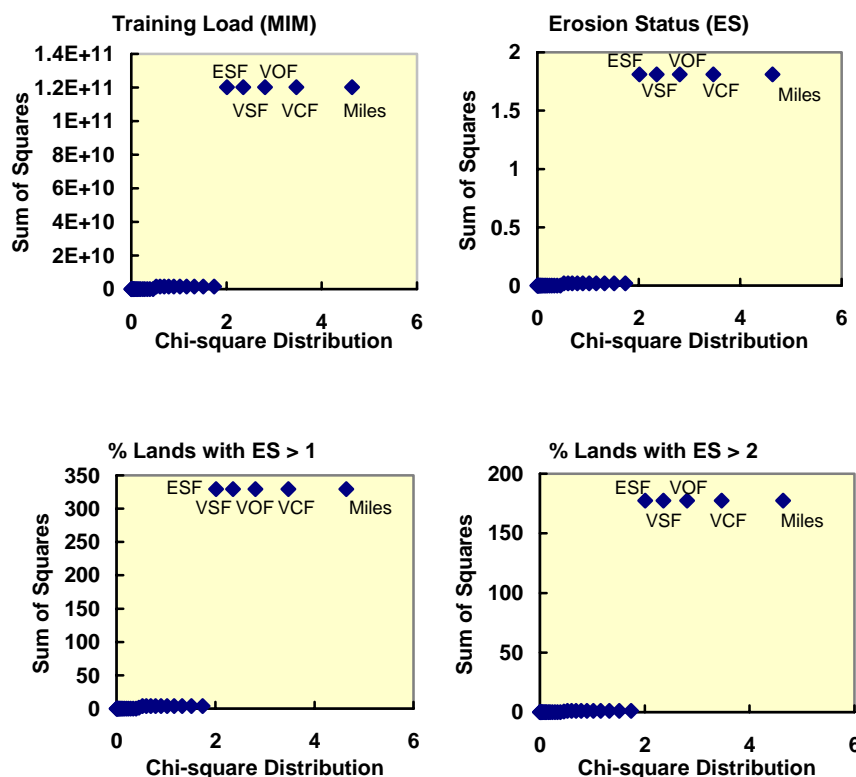 Training Load (MIM)
Sum of Squares
1.4E+11
1.2E+11
1E+11
8E+10
6E+10
4E+10
2E+10
0
ESF VOF
VSF VCF Miles
0 2 4 6
Chi-square Distribution
Erosion Status (ES)
Sum of Squares
2
1.5
1
0.5
0
ESF VOF
VSF VCF Miles
0 2 4 6
Chi-square Distribution
% Lands with ES > 1
Sum of Squares
350
300
250
200
150
100
50
0
ESF
VSF VOF VCF Miles
0 2 4 6
Chi-square Distribution
% Lands with ES > 2
Sum of Squares
200
150
100
50
0
ESF VOF
VSF VCF Miles
0 2 4 6
Chi-square Distribution